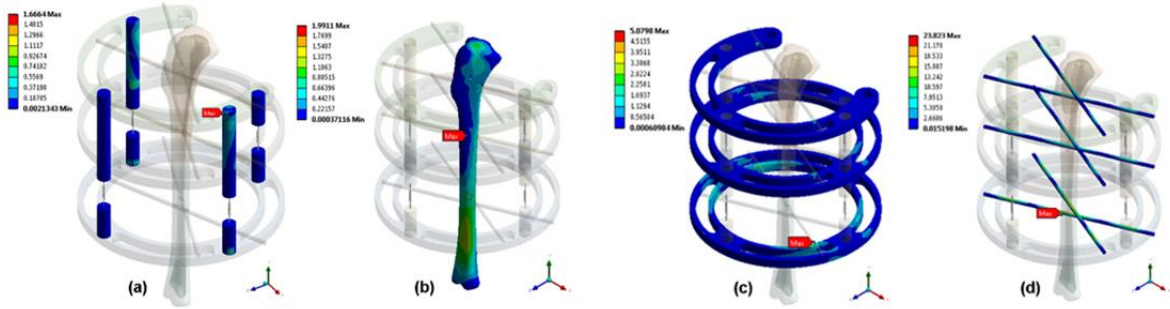 1.6664 Max
1.4815
1.2966
1.1117
0.92674
0.74182
0.5569
0.37198
0.18705
0.0021343 Min
Max
(a)
1.9911 Max
1.7699
1.5487
1.3275
1.1063
0.88515
0.66396
0.44276
0.22157
0.00037116 Min
Max
(b)
5.0798 Max
4.5155
3.9511
3.3868
2.8224
2.2581
1.6937
1.1294
0.56504
0.00060904 Min
Max
(c)
23.823 Max
21.178
18.533
15.887
13.242
10.597
7.9513
5.3058
2.6606
0.015198 Min
Max
(d)